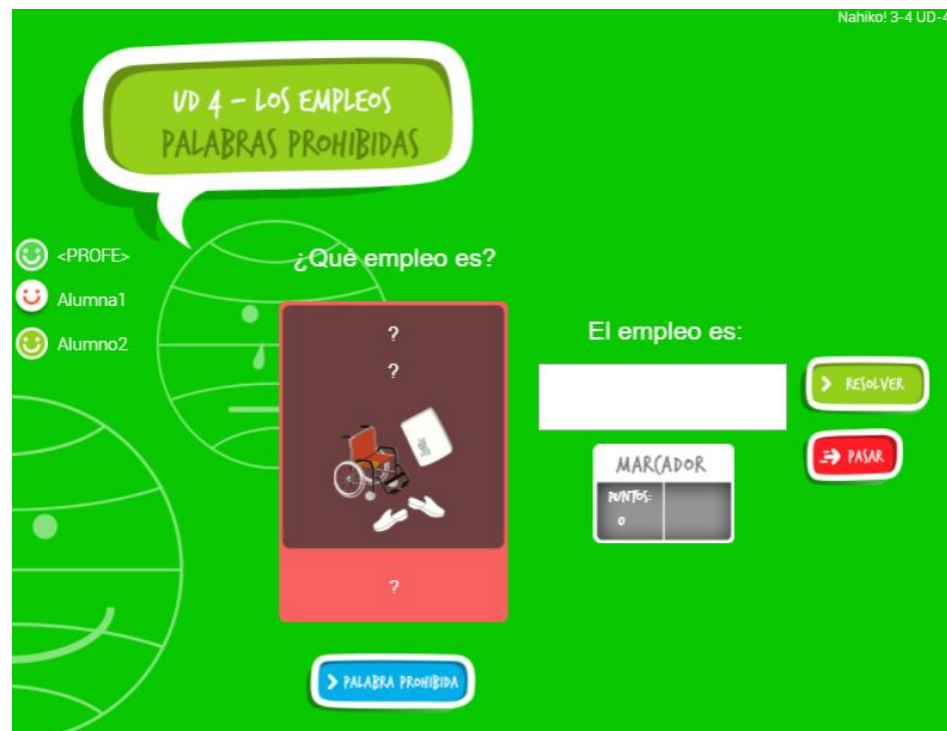 Nahiko! 3-4 UD-4
UD 4 - LOS EMPLEOS
PALABRAS PROHIBIDAS
<PROFE>
Alumna1
Alumno2
¿Qué empleo es?
?
?
?
PALABRA PROHIBIDA
El empleo es:
RESOLVER
PASAR
MARCADOR
PUNTOS:
0